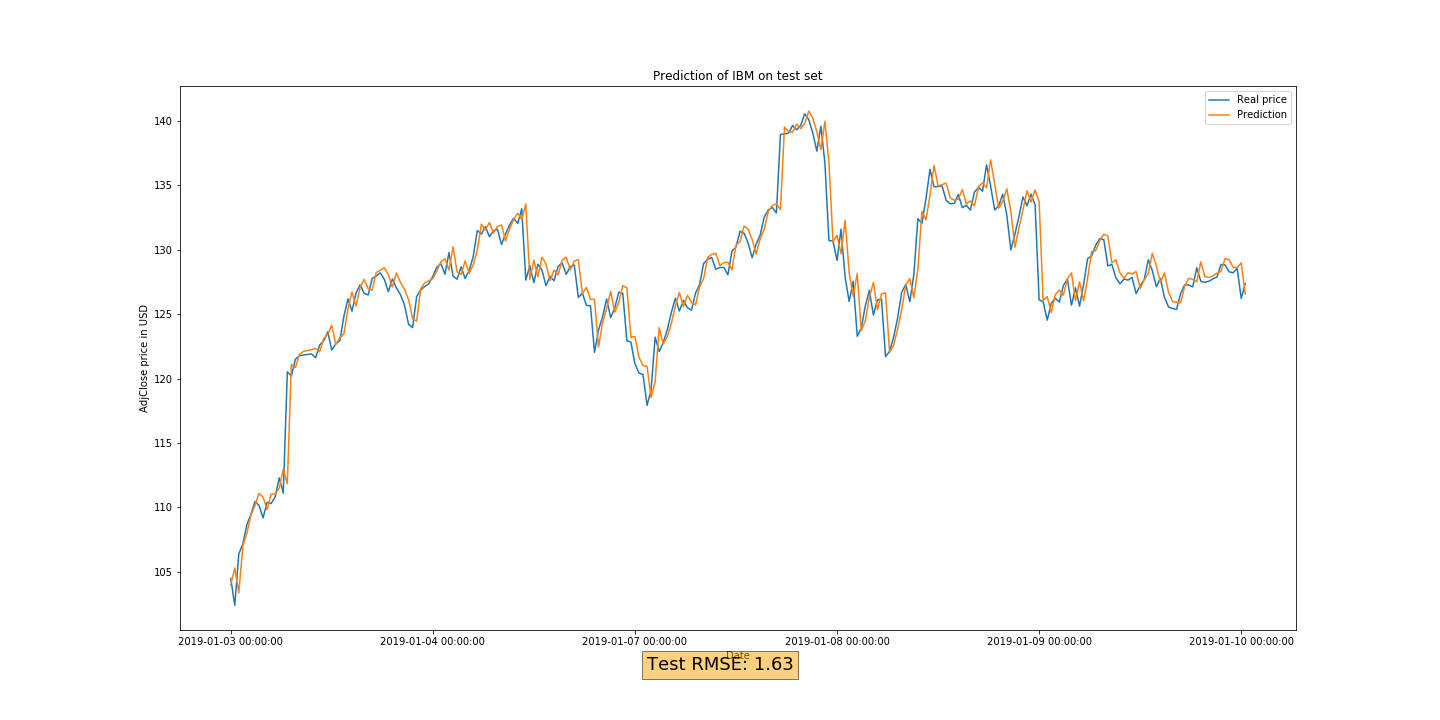 Prediction of IBM on test set
Real price
Prediction
140
135
130
125
120
115
110
105
AdjClose price in USD
2019-01-03 00:00:00 2019-01-04 00:00:00 2019-01-07 00:00:00 2019-01-08 00:00:00 2019-01-09 00:00:00 2019-01-10 00:00:00
Date
Test RMSE: 1.63